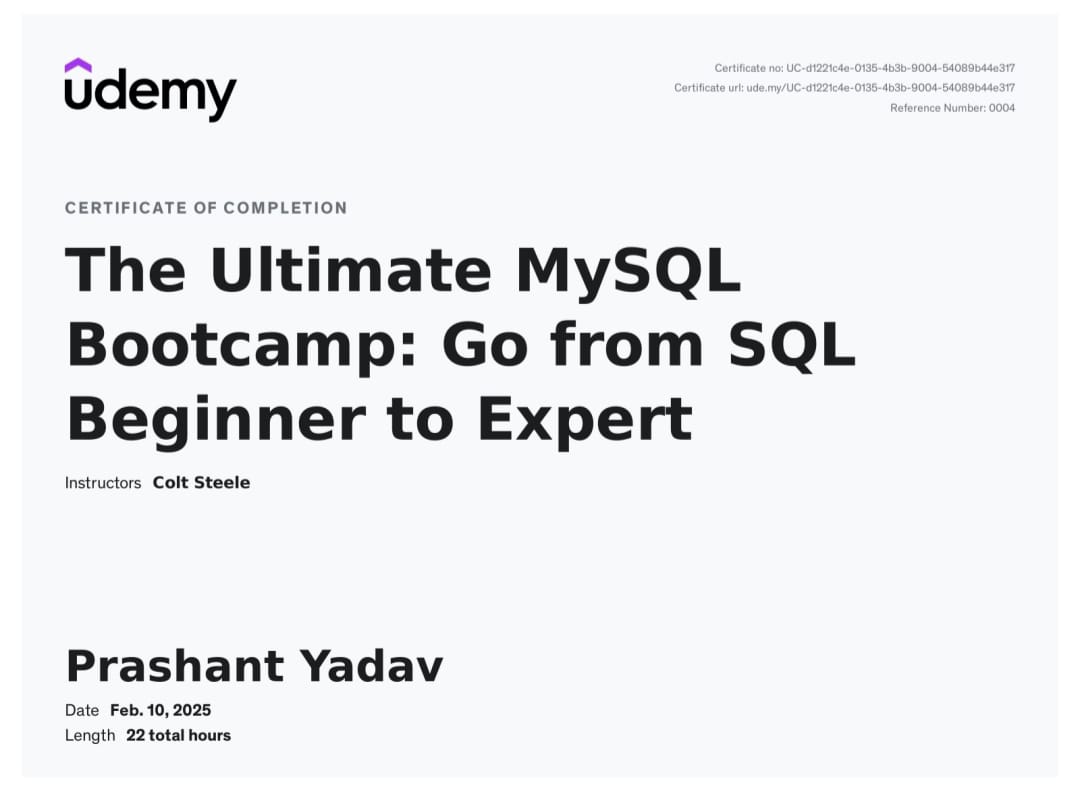 udemy
Certificate no: UC-d1221c4e-0135-4b3b-9004-54089b44e317
Certificate url: ude.my/UC-d1221c4e-0135-4b3b-9004-54089b44e317
Reference Number: 0004
CERTIFICATE OF COMPLETION
The Ultimate MySQL
Bootcamp: Go from SQL
Beginner to Expert
Instructors Colt Steele
Prashant Yadav
Date Feb. 10, 2025
Length 22 total hours